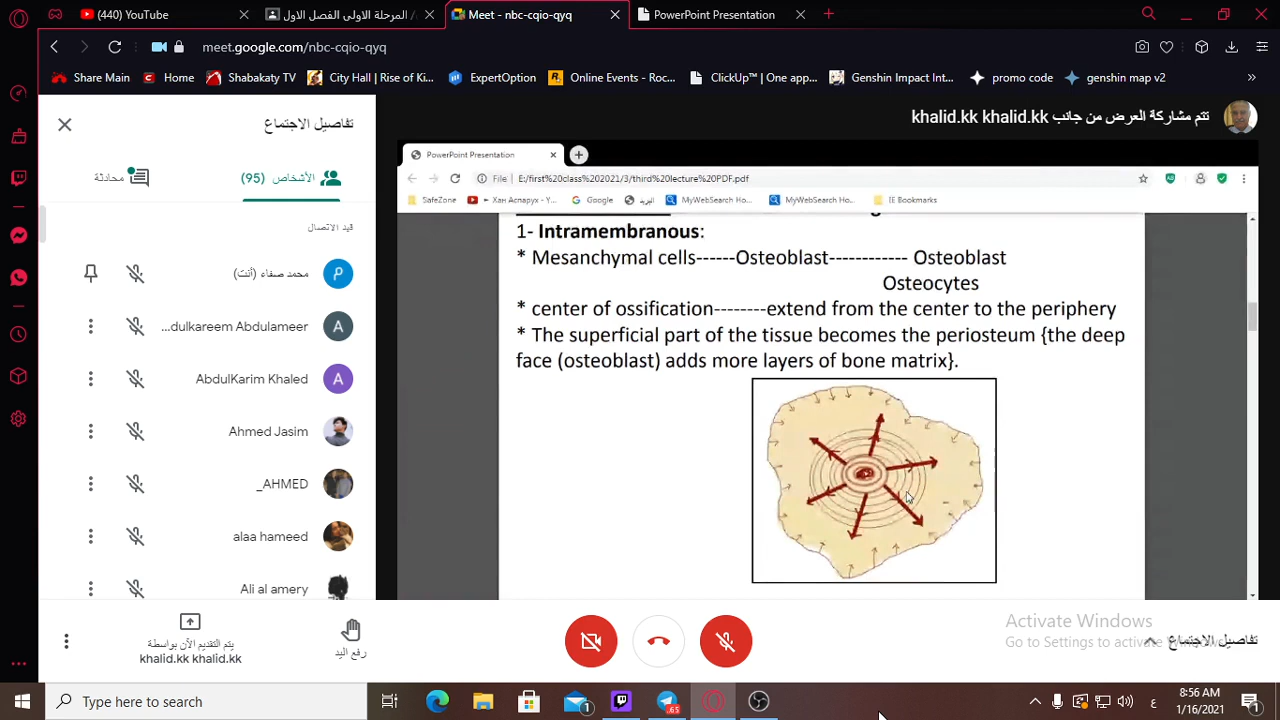 (440) YouTube
المرحلة الاولى الفصل الاول /
Meet - nbc-cqio-qyq
PowerPoint Presentation
meet.google.com/nbc-cqio-qyq
Share Main
Home
Shabakaty TV
City Hall | Rise of Ki...
ExpertOption
Online Events - Roc...
ClickUp™ | One app...
Genshin Impact Int...
promo code
genshin map v2
تفاصيل الاجتماع
الأشخاص (95)
محادثة
قيد الاتصال
محمد صفاء (أنت)
...dulkareem Abdulameer
AbdulKarim Khaled
Ahmed Jasim
_AHMED
alaa hameed
Ali al amery
تتم مشاركة العرض من جانب khalid.kk khalid.kk
PowerPoint Presentation
File | E:/first%20class%202021/3/third%20lecture%20PDF.pdf
SafeZone
Хан Аспарух - Y...
Google
البريد
MyWebSearch Ho...
MyWebSearch Ho...
IE Bookmarks
1- Intramembranous:
* Mesanchymal cells------Osteoblast----------- Osteoblast
Osteocytes
* center of ossification--------extend from the center to the periphery
* The superficial part of the tissue becomes the periosteum {the deep
face (osteoblast) adds more layers of bone matrix}.
يتم التقديم الآن بواسطة
khalid.kk khalid.kk
رفع اليد
Activate Windows
Go to Settings to activate Windows.
تفاصيل الاجتماع
Type here to search
1
.65
ع
8:56 AM
1/16/2021
1